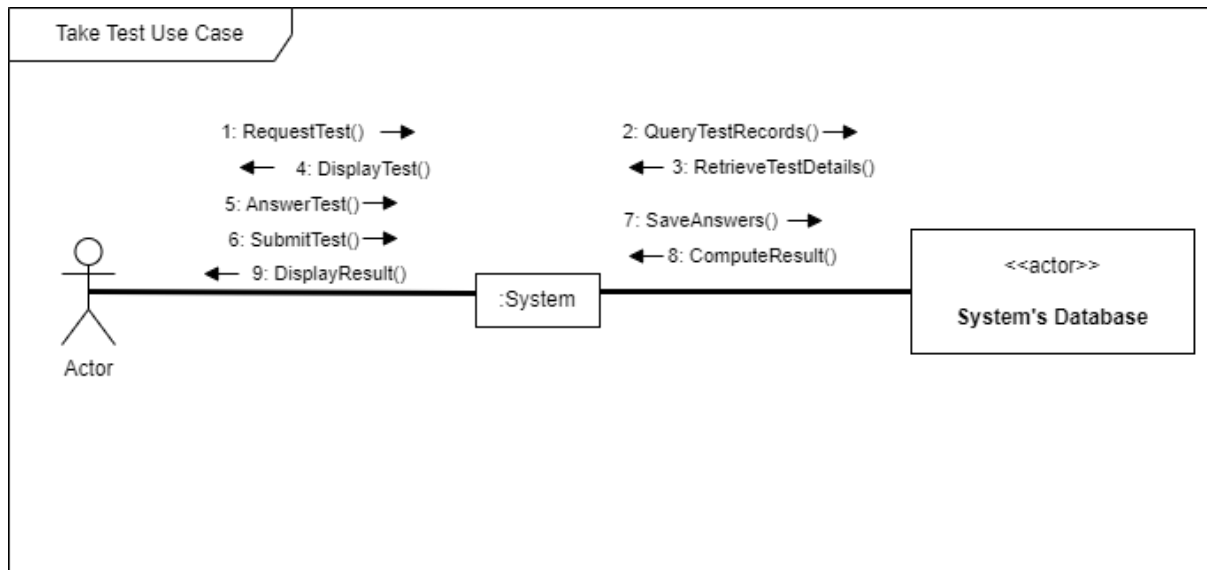 Take Test Use Case
1: RequestTest()
2: QueryTestRecords()
4: DisplayTest()
3: RetrieveTestDetails()
5: AnswerTest()
7: SaveAnswers()
6: SubmitTest()
8: ComputeResult()
9: DisplayResult()
:System
<<actor>>
System's Database
Actor